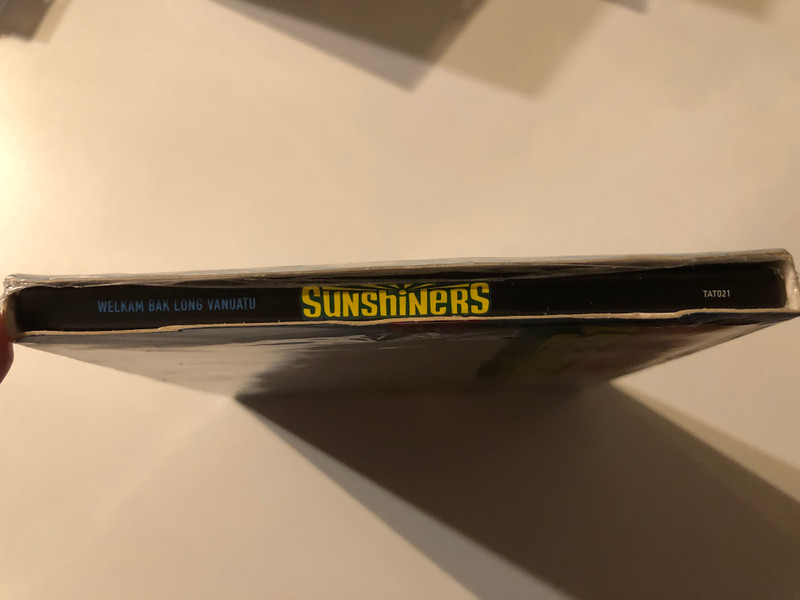 WELKAM BAK LONG VANUATU SUNSHINERS TAT021